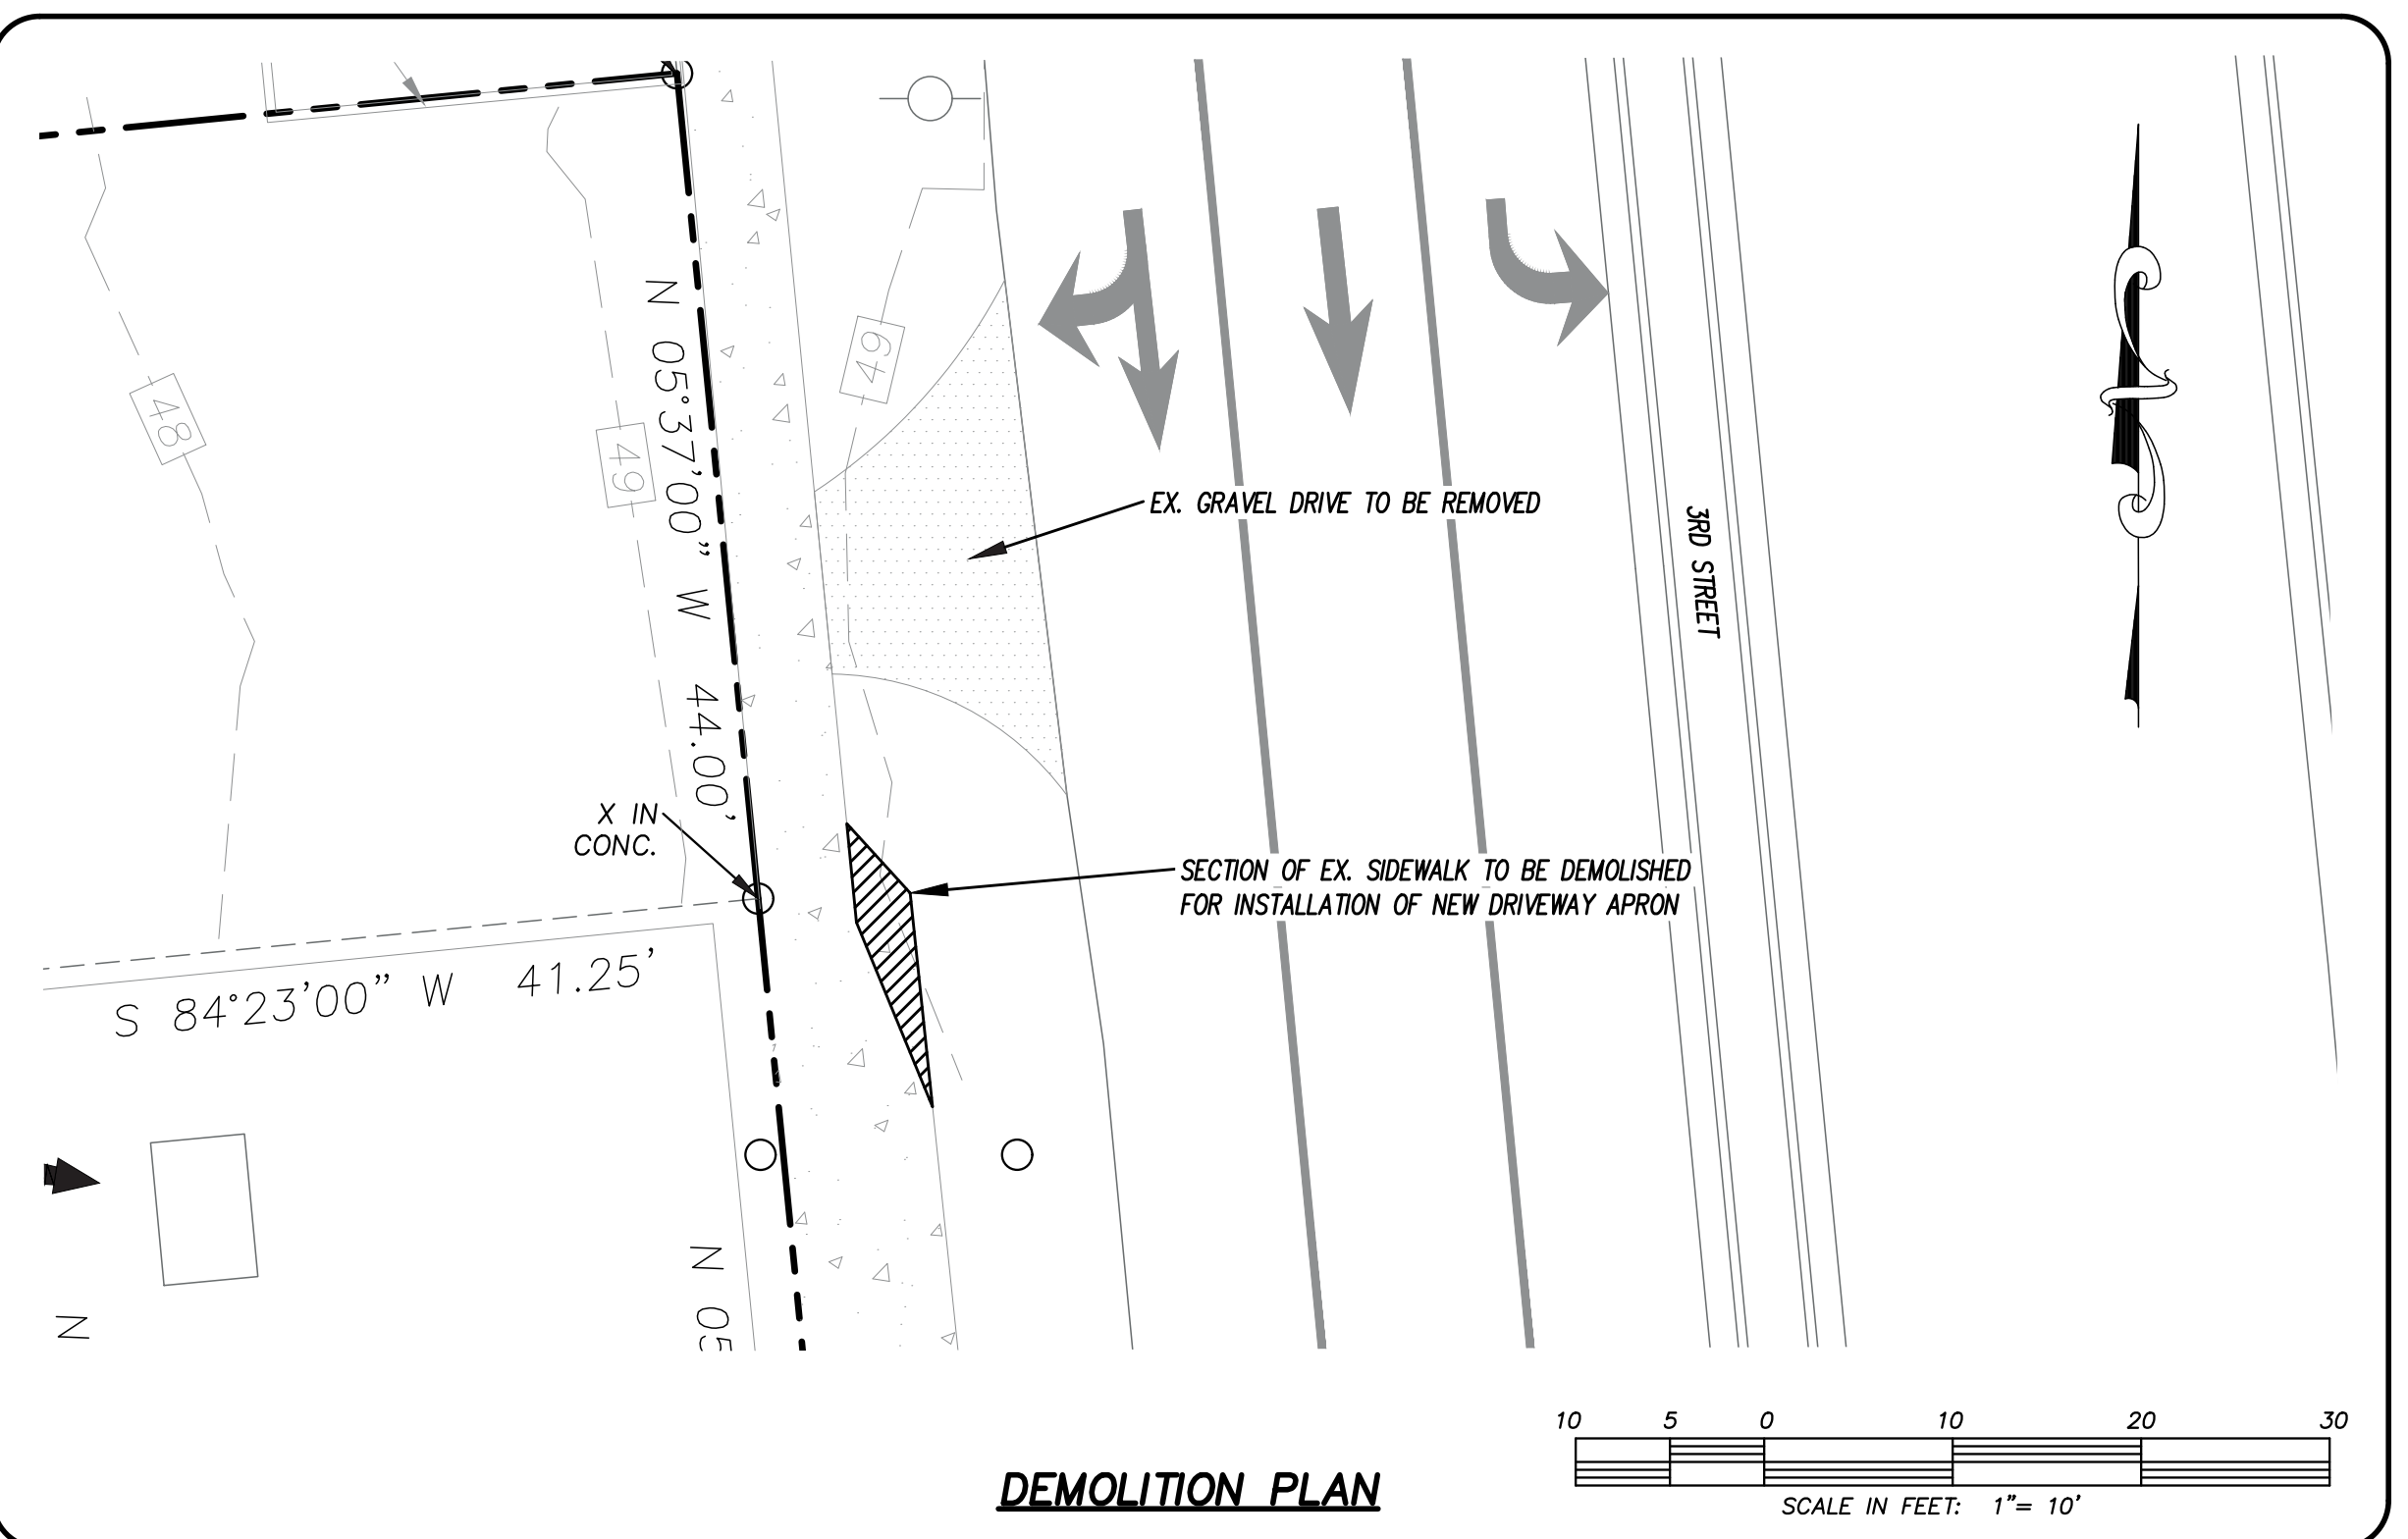 N 05°37'00" W 44.00'
48
49
49
EX. GRAVEL DRIVE TO BE REMOVED
3RD STREET
X IN
CONC.
SECTION OF EX. SIDEWALK TO BE DEMOLISHED
FOR INSTALLATION OF NEW DRIVEWAY APRON
S 84°23'00" W 41.25'
N 05
N
10 5 0 10 20 30
DEMOLITION PLAN
SCALE IN FEET: 1"= 10'